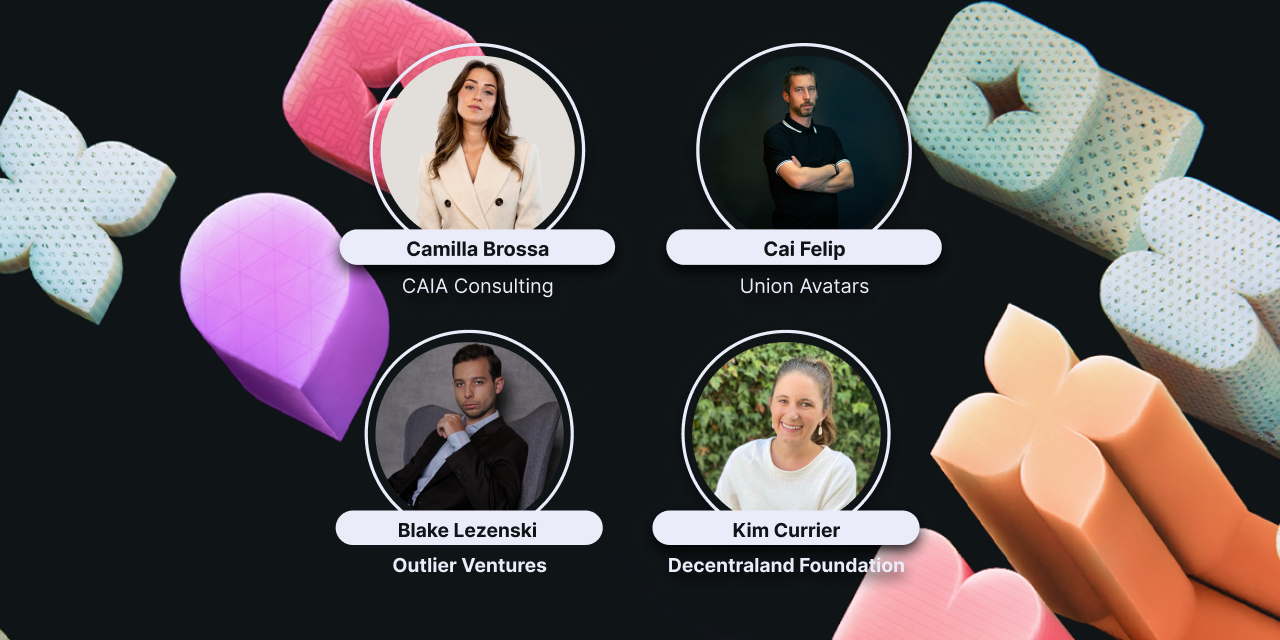 Camilla Brossa
CAIA Consulting
Cai Felip
Union Avatars
Blake Lezenski
Outlier Ventures
Kim Currier
Decentraland Foundation